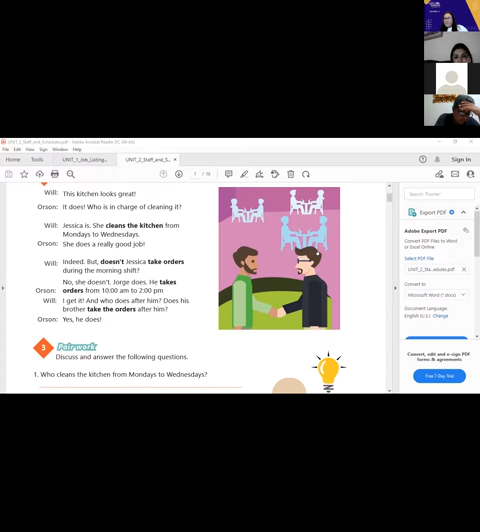 UNIT_2_Staff_and_Schedules.pdf - Adobe Acrobat Reader DC (64-bit)
File Edit View Sign Window Help
Home Tools UNIT_1_Job_Listing... UNIT_2_Staff_and_S... × Sign In
1 / 10
Will: This kitchen looks great!
Orson: It does! Who is in charge of cleaning it?
Will: Jessica is. She cleans the kitchen from
Mondays to Wednesdays.
Orson: She does a really good job!
Will: Indeed. But, doesn't Jessica take orders
during the morning shift?
Orson: No, she doesn't. Jorge does. He takes
orders from 10:00 am to 2:00 pm
Will: I get it! And who does after him? Does his
brother take the orders after him?
Orson: Yes, he does!
3 Pair work
Discuss and answer the following questions.
1. Who cleans the kitchen from Mondays to Wednesdays?
Export PDF
Adobe Export PDF
Convert PDF Files to Word
or Excel Online
Select PDF File
UNIT_2_Sta...edules.pdf ×
Convert to
Microsoft Word (*.docx)
Document Language:
English (U.S.) Change
Convert, edit and e-sign PDF
forms & agreements
Free 7-Day Trial